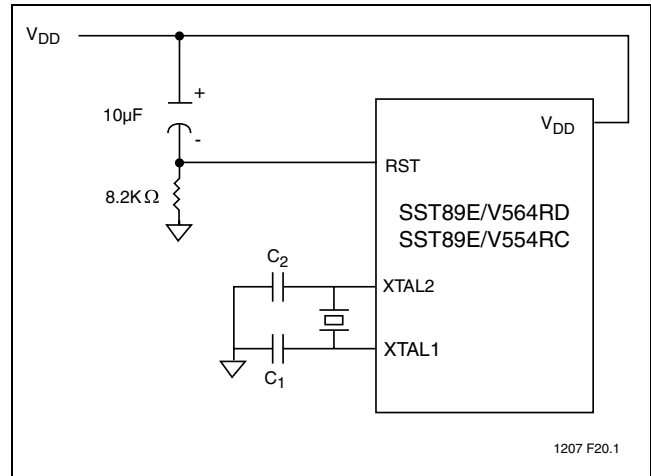 VDD
+
10µF
-
8.2KΩ
VDD
RST
SST89E/V564RD
SST89E/V554RC
C2
XTAL2
XTAL1
C1
1207 F20.1